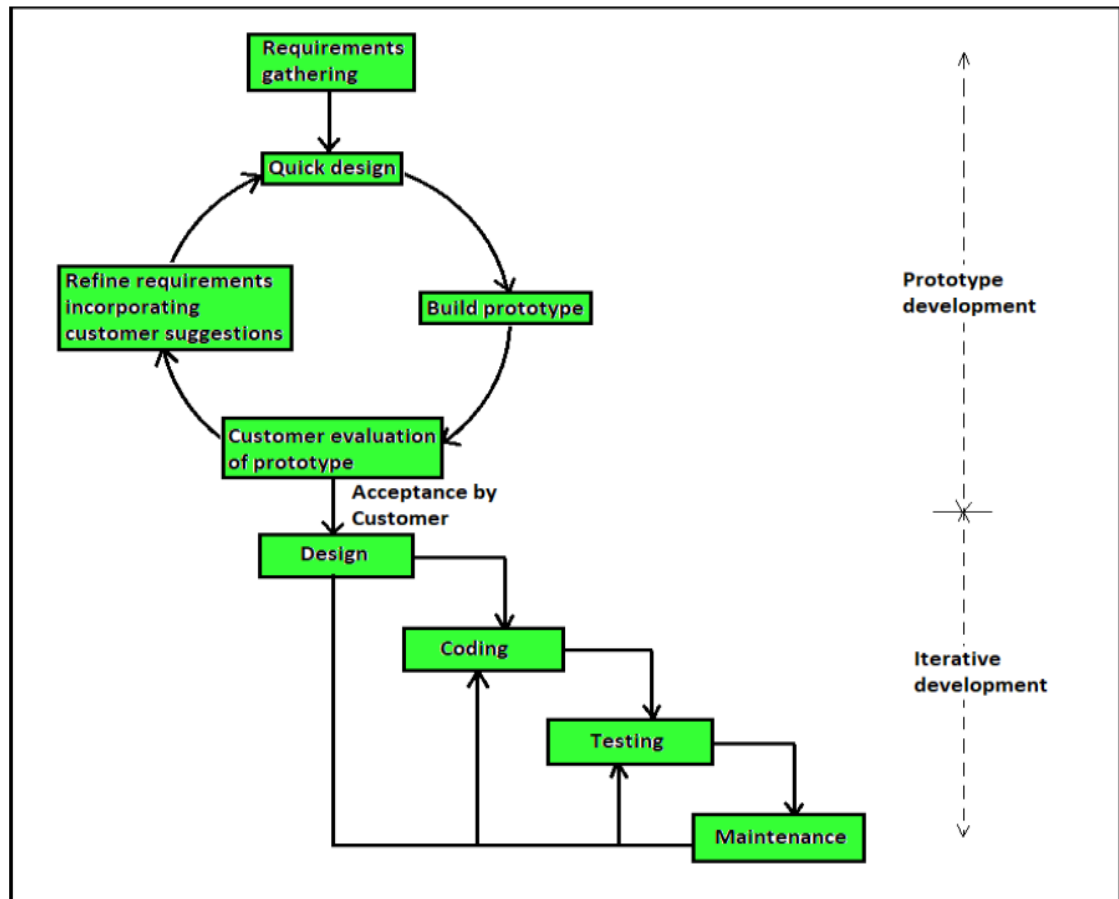 Requirements
gathering
Quick design
Refine requirements
incorporating
customer suggestions
Build prototype
Prototype
development
Customer evaluation
of prototype
Acceptance by
Customer
Design
Coding
Iterative
development
Testing
Maintenance